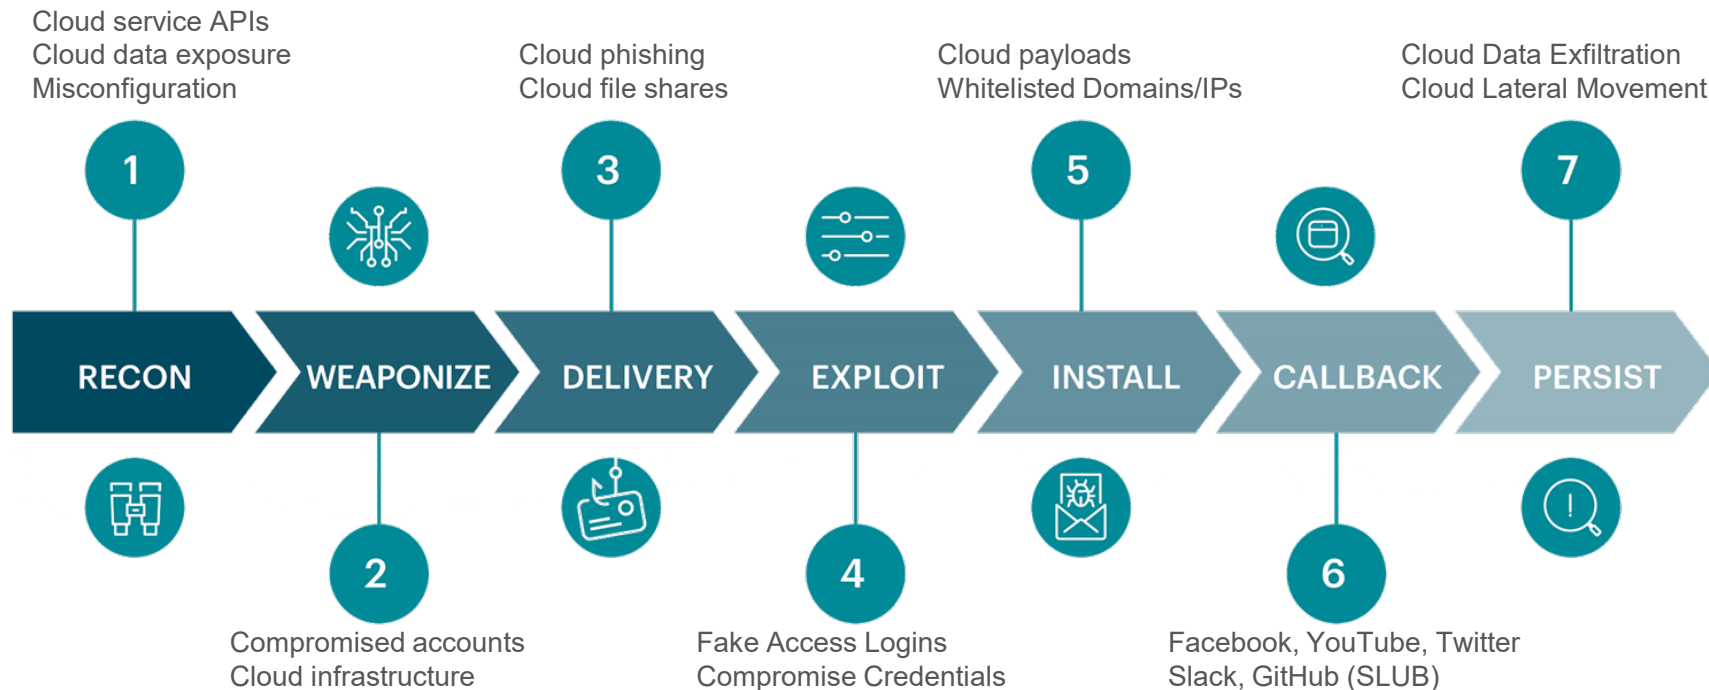 Cloud service APIs
Cloud data exposure
Misconfiguration
Cloud phishing
Cloud file shares
Cloud payloads
Whitelisted Domains/IPs
Cloud Data Exfiltration
Cloud Lateral Movement
1
3
5
7
RECON
WEAPONIZE
DELIVERY
EXPLOIT
INSTALL
CALLBACK
PERSIST
2
4
6
Compromised accounts
Cloud infrastructure
Fake Access Logins
Compromise Credentials
Facebook, YouTube, Twitter
Slack, GitHub (SLUB)